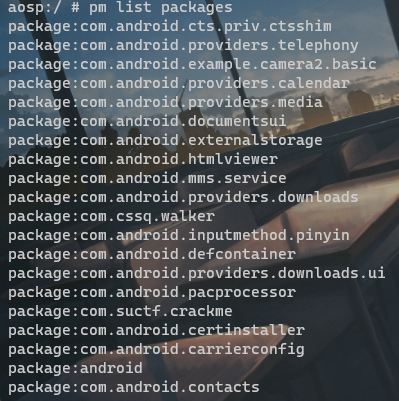 aosp:/ # pm list packages
package:com.android.cts.priv.ctsshim
package:com.android.providers.telephony
package:com.android.example.camera2.basic
package:com.android.providers.calendar
package:com.android.providers.media
package:com.android.documentsui
package:com.android.externalstorage
package:com.android.htmlviewer
package:com.android.mms.service
package:com.android.providers.downloads
package:com.cssq.walker
package:com.android.inputmethod.pinyin
package:com.android.defcontainer
package:com.android.providers.downloads.ui
package:com.android.pacprocessor
package:com.suctf.crackme
package:com.android.certinstaller
package:com.android.carrierconfig
package:android
package:com.android.contacts